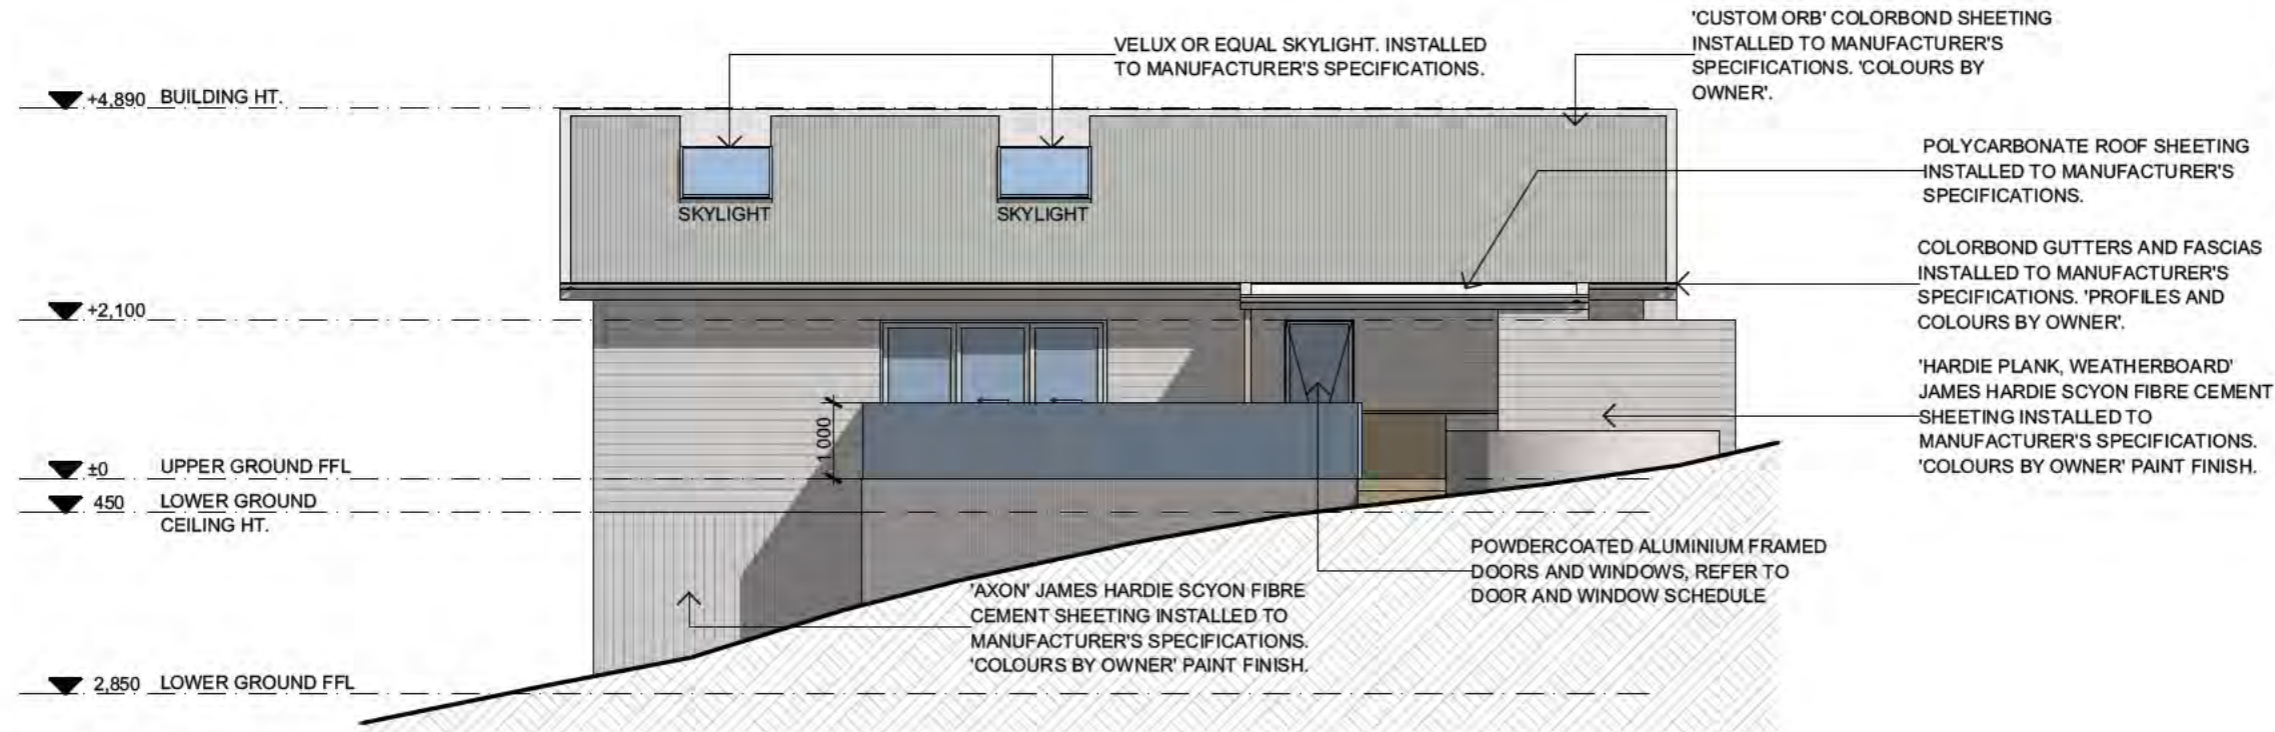 'CUSTOM ORB' COLORBOND SHEETING
INSTALLED TO MANUFACTURER'S
SPECIFICATIONS. 'COLOURS BY
OWNER'.
VELUX OR EQUAL SKYLIGHT. INSTALLED
TO MANUFACTURER'S SPECIFICATIONS.
+4,890 BUILDING HT.
POLYCARBONATE ROOF SHEETING
INSTALLED TO MANUFACTURER'S
SPECIFICATIONS.
SKYLIGHT
SKYLIGHT
COLORBOND GUTTERS AND FASCIAS
INSTALLED TO MANUFACTURER'S
SPECIFICATIONS. 'PROFILES AND
COLOURS BY OWNER'.
+2,100
'HARDIE PLANK, WEATHERBOARD'
JAMES HARDIE SCYON FIBRE CEMENT
SHEETING INSTALLED TO
MANUFACTURER'S SPECIFICATIONS.
'COLOURS BY OWNER' PAINT FINISH.
1 000
±0 UPPER GROUND FFL
450 LOWER GROUND
CEILING HT.
POWDERCOATED ALUMINIUM FRAMED
DOORS AND WINDOWS, REFER TO
DOOR AND WINDOW SCHEDULE
'AXON' JAMES HARDIE SCYON FIBRE
CEMENT SHEETING INSTALLED TO
MANUFACTURER'S SPECIFICATIONS.
'COLOURS BY OWNER' PAINT FINISH.
2,850 LOWER GROUND FFL